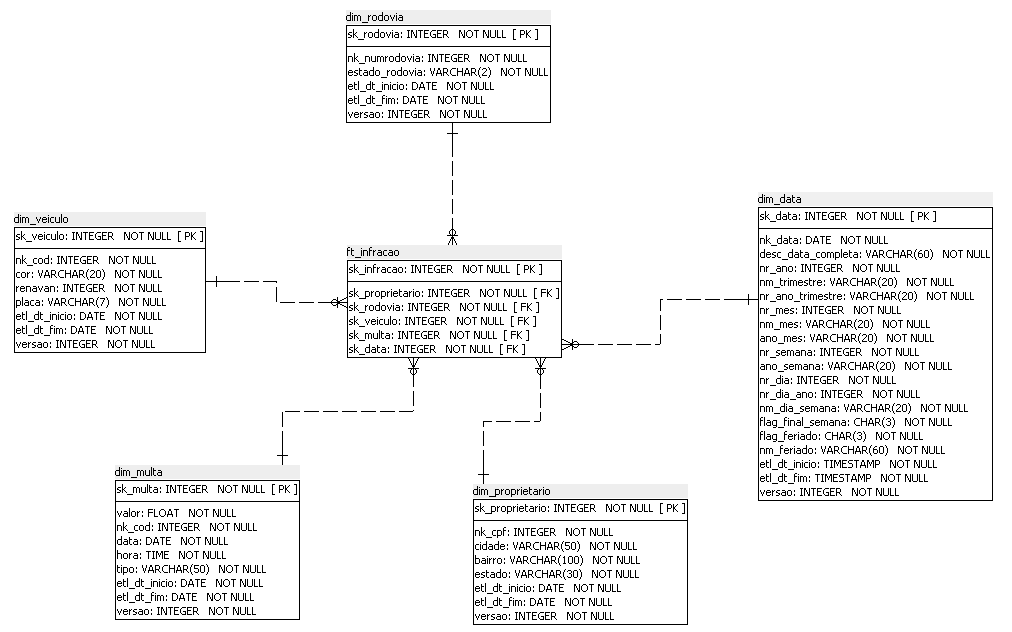 dim_rodovia
sk_rodovia: INTEGER NOT NULL [ PK ]
nk_numrodovia: INTEGER NOT NULL
estado_rodovia: VARCHAR(2) NOT NULL
etl_dt_inicio: DATE NOT NULL
etl_dt_fim: DATE NOT NULL
versao: INTEGER NOT NULL
dim_veiculo
sk_veiculo: INTEGER NOT NULL [ PK ]
nk_cod: INTEGER NOT NULL
cor: VARCHAR(20) NOT NULL
renavan: INTEGER NOT NULL
placa: VARCHAR(7) NOT NULL
etl_dt_inicio: DATE NOT NULL
etl_dt_fim: DATE NOT NULL
versao: INTEGER NOT NULL
ft_infracao
sk_infracao: INTEGER NOT NULL [ PK ]
sk_proprietario: INTEGER NOT NULL [ FK ]
sk_rodovia: INTEGER NOT NULL [ FK ]
sk_veiculo: INTEGER NOT NULL [ FK ]
sk_multa: INTEGER NOT NULL [ FK ]
sk_data: INTEGER NOT NULL [ FK ]
dim_data
sk_data: INTEGER NOT NULL [ PK ]
nk_data: DATE NOT NULL
desc_data_completa: VARCHAR(60) NOT NULL
nr_ano: INTEGER NOT NULL
nm_trimestre: VARCHAR(20) NOT NULL
nr_ano_trimestre: VARCHAR(20) NOT NULL
nr_mes: INTEGER NOT NULL
nm_mes: VARCHAR(20) NOT NULL
ano_mes: VARCHAR(20) NOT NULL
nr_semana: INTEGER NOT NULL
ano_semana: VARCHAR(20) NOT NULL
nr_dia: INTEGER NOT NULL
nr_dia_ano: INTEGER NOT NULL
nm_dia_semana: VARCHAR(20) NOT NULL
flag_final_semana: CHAR(3) NOT NULL
flag_feriado: CHAR(3) NOT NULL
nm_feriado: VARCHAR(60) NOT NULL
etl_dt_inicio: TIMESTAMP NOT NULL
etl_dt_fim: TIMESTAMP NOT NULL
versao: INTEGER NOT NULL
dim_multa
sk_multa: INTEGER NOT NULL [ PK ]
valor: FLOAT NOT NULL
nk_cod: INTEGER NOT NULL
data: DATE NOT NULL
hora: TIME NOT NULL
tipo: VARCHAR(50) NOT NULL
etl_dt_inicio: DATE NOT NULL
etl_dt_fim: DATE NOT NULL
versao: INTEGER NOT NULL
dim_proprietario
sk_proprietario: INTEGER NOT NULL [ PK ]
nk_cpf: INTEGER NOT NULL
cidade: VARCHAR(50) NOT NULL
bairro: VARCHAR(100) NOT NULL
estado: VARCHAR(30) NOT NULL
etl_dt_inicio: DATE NOT NULL
etl_dt_fim: DATE NOT NULL
versao: INTEGER NOT NULL